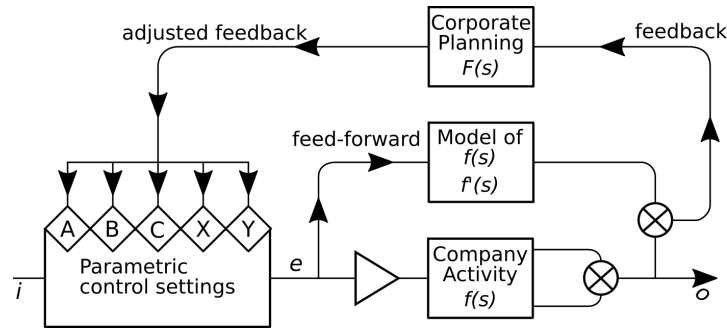 Corporate
Planning
F(s)
adjusted feedback
feedback
feed-forward
Model of
f(s)
f'(s)
A B C X Y
Parametric
control settings
i
e
Company
Activity
f(s)
o